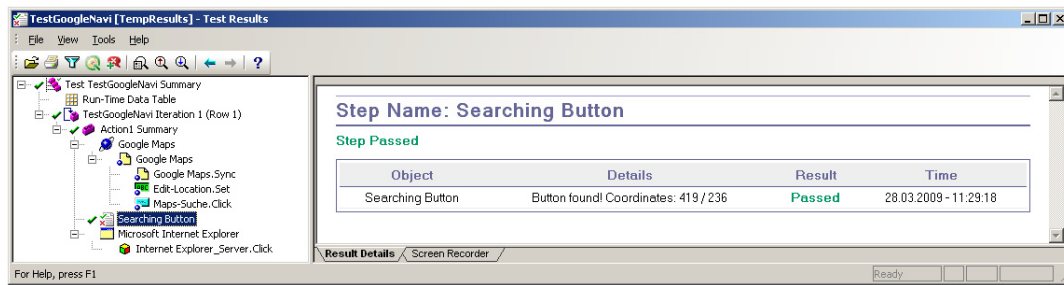 TestGoogleNavi [TempResults] - Test Results
File View Tools Help
Test TestGoogleNavi Summary
Run-Time Data Table
TestGoogleNavi Iteration 1 (Row 1)
Action1 Summary
Google Maps
Google Maps
Google Maps.Sync
Edit-Location.Set
Maps-Suche.Click
Searching Button
Microsoft Internet Explorer
Internet Explorer_Server.Click
Step Name: Searching Button
Step Passed
Object Details Result Time
Searching Button Button found! Coordinates: 419 / 236 Passed 28.03.2009 - 11:29:18
Result Details Screen Recorder
For Help, press F1 Ready